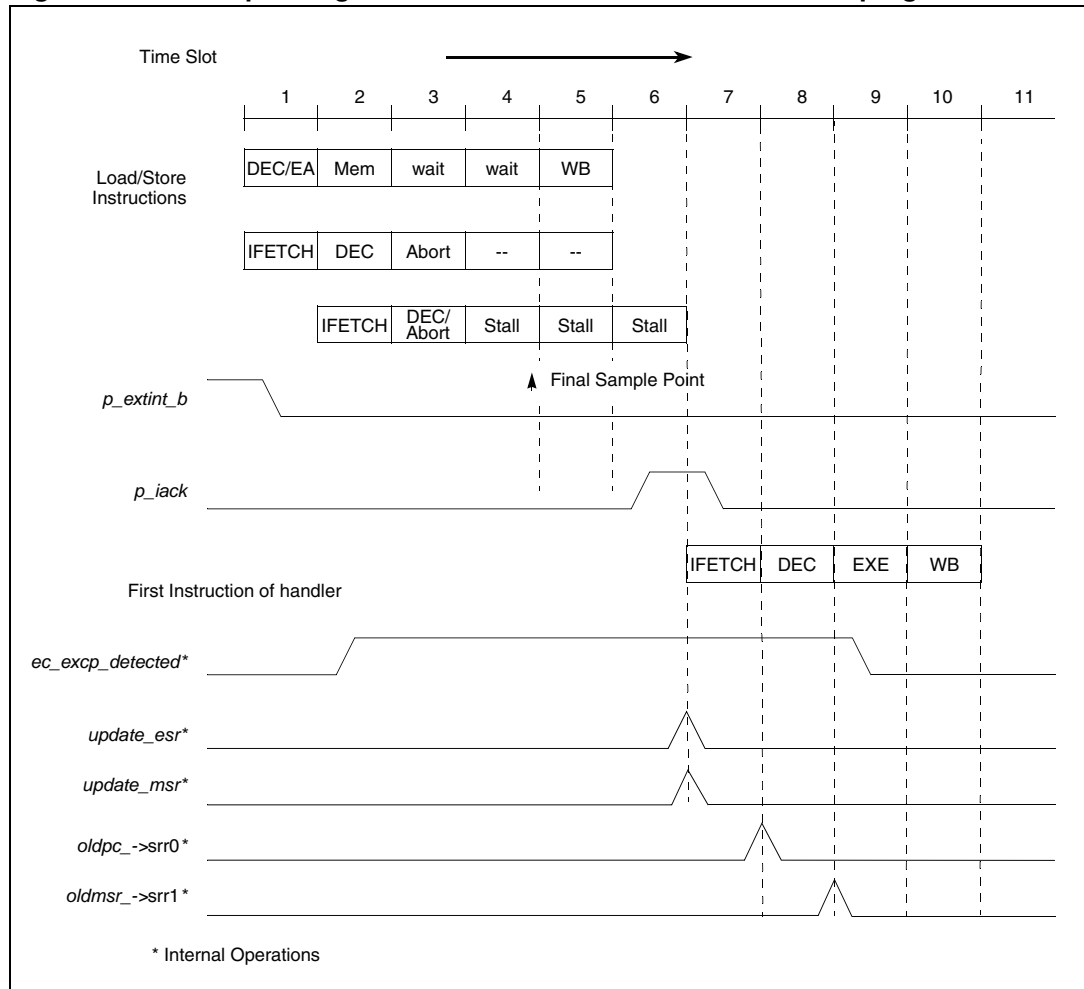 Time Slot
1 2 3 4 5 6 7 8 9 10 11
Load/Store
Instructions
DEC/EA Mem wait wait WB
IFETCH DEC Abort -- --
IFETCH DEC/
Abort Stall Stall Stall
Final Sample Point
p_extint_b
p_iack
IFETCH DEC EXE WB
First Instruction of handler
ec_excp_detected*
update_esr*
update_msr*
oldpc_->srr0*
oldmsr_->srr1*
* Internal Operations